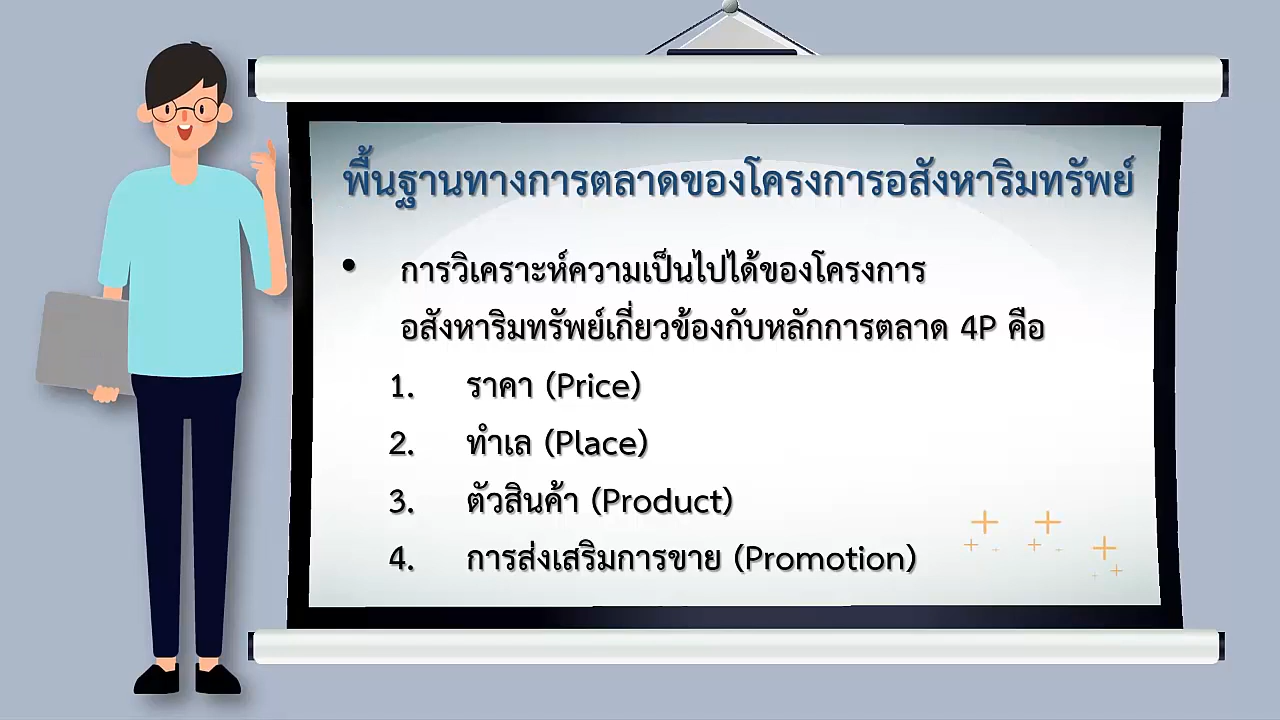 พื้นฐานทางการตลาดของโครงการอสังหาริมทรัพย์
• การวิเคราะห์ความเป็นไปได้ของโครงการ
อสังหาริมทรัพย์เกี่ยวข้องกับหลักการตลาด 4P คือ
1. ราคา (Price)
2. ทำเล (Place)
3. ตัวสินค้า (Product)
4. การส่งเสริมการขาย (Promotion)